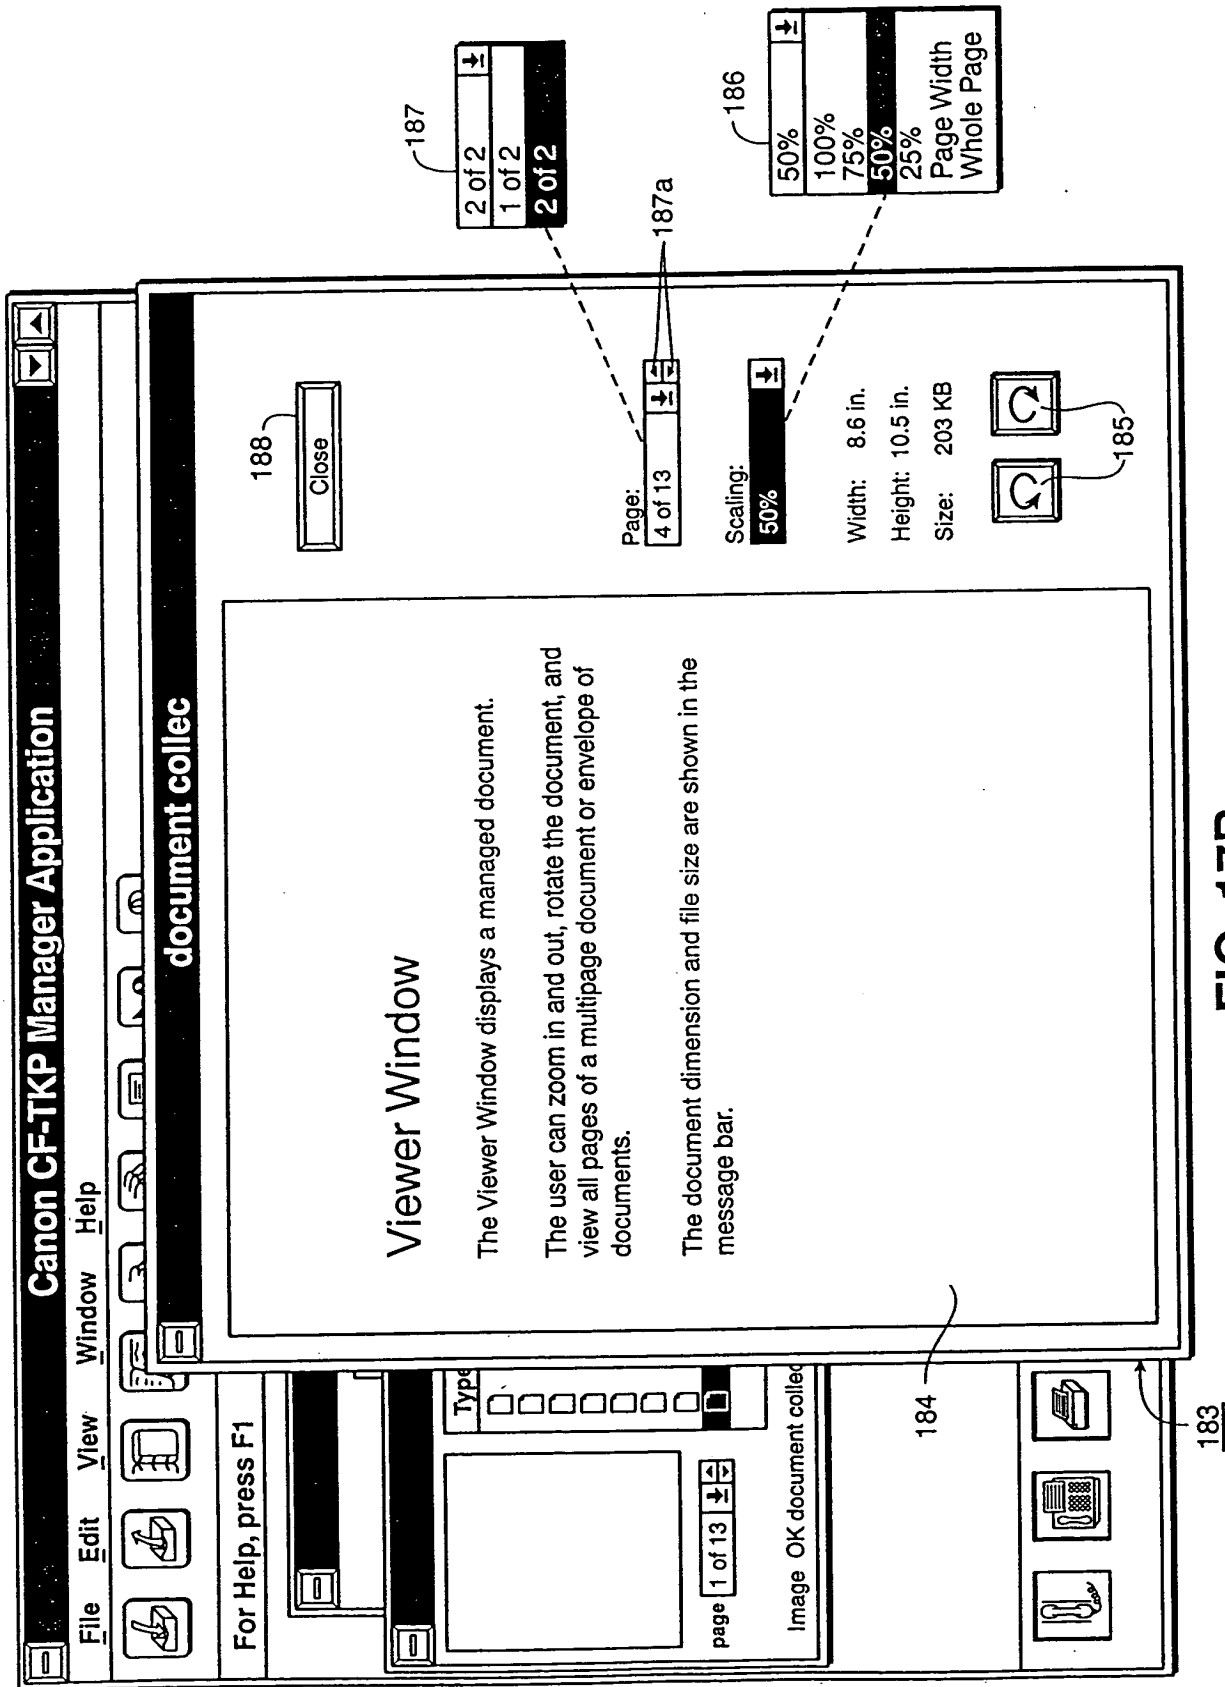 Canon CF-TKP Manager Application
File Edit View Window Help
For Help, press F1
Type
page 1 of 13
Image OK document collec
document collec
Viewer Window
The Viewer Window displays a managed document.
The user can zoom in and out, rotate the document, and
view all pages of a multipage document or envelope of
documents.
The document dimension and file size are shown in the
message bar.
Close
Page:
4 of 13
Scaling:
50%
Width: 8.6 in.
Height: 10.5 in.
Size: 203 KB
2 of 2
1 of 2
2 of 2
50%
100%
75%
50%
25%
Page Width
Whole Page
188
187
187a
186
185
184
183